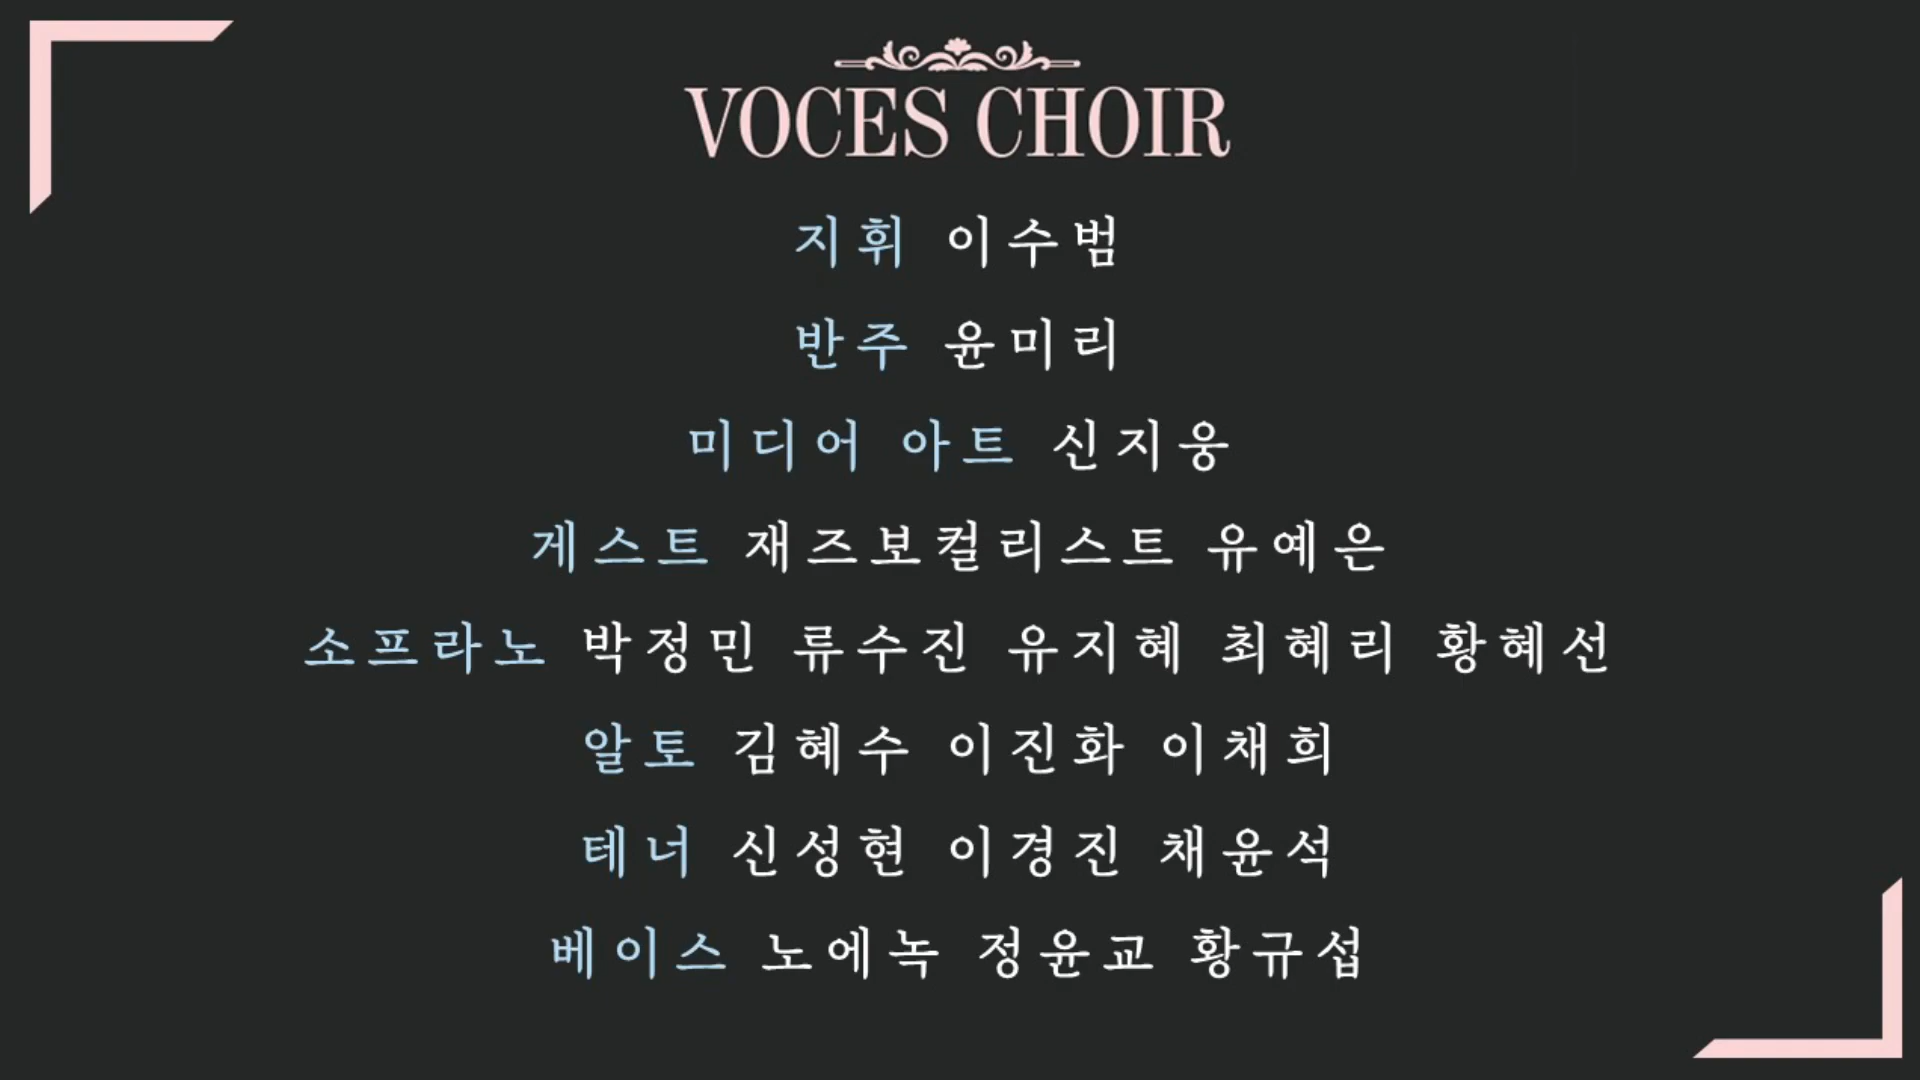 VOCES CHOIR
지휘 이수범
반주 윤미리
미디어 아트 신지웅
게스트 재즈보컬리스트 유예은
소프라노 박정민 류수진 유지혜 최혜리 황혜선
알토 김혜수 이진화 이채희
테너 신성현 이경진 채윤석
베이스 노에녹 정윤교 황규섭